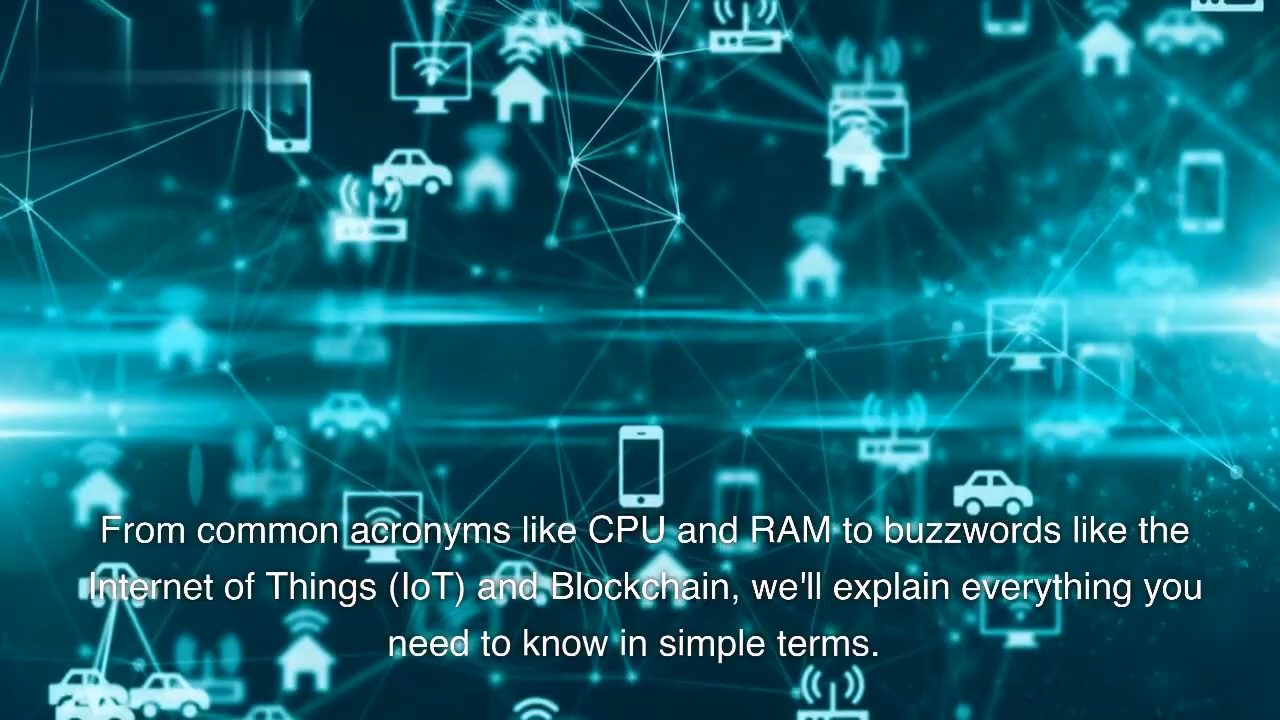 From common acronyms like CPU and RAM to buzzwords like the
Internet of Things (IoT) and Blockchain, we'll explain everything you
need to know in simple terms.